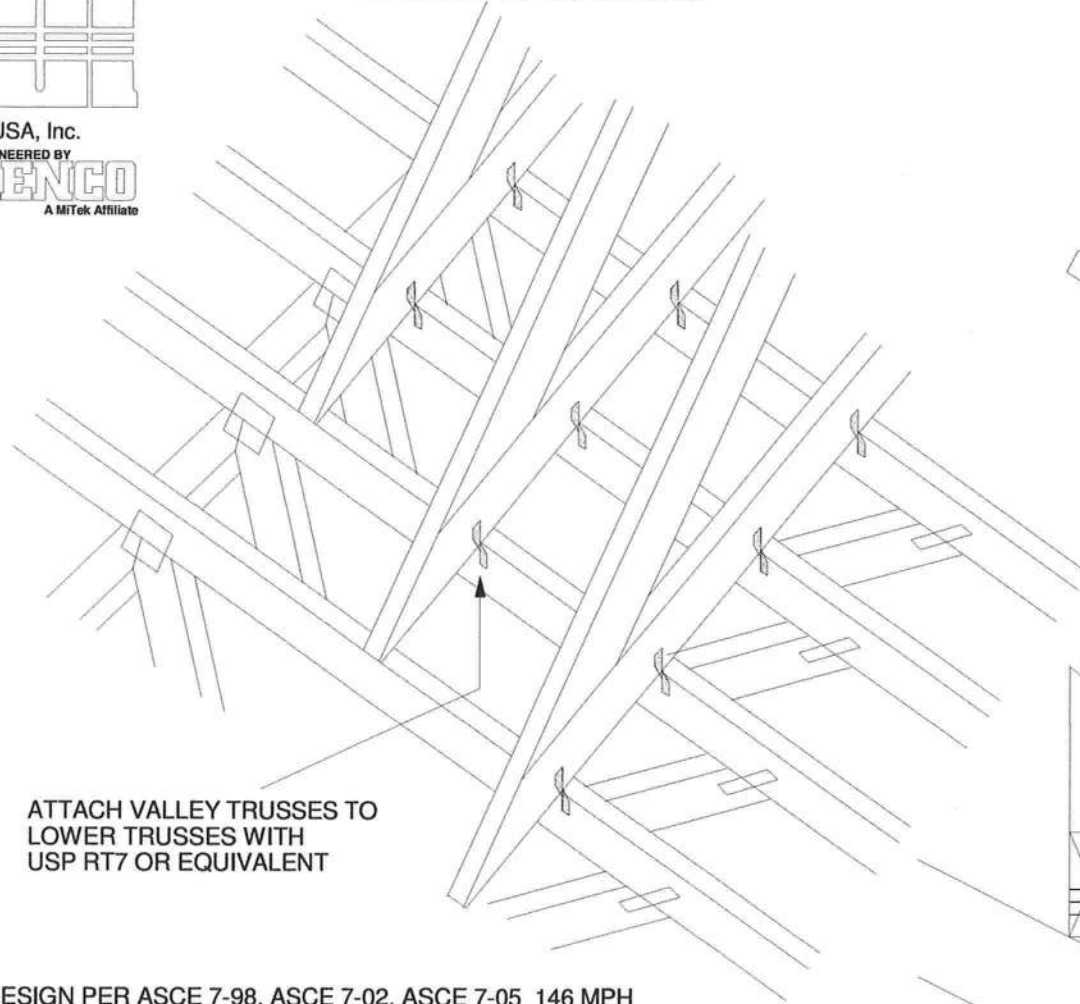 USA, Inc.
NEERED BY
ENCO
A MiTek Affiliate
ATTACH VALLEY TRUSSES TO
LOWER TRUSSES WITH
USP RT7 OR EQUIVALENT
ESIGN PER ASCE 7-98, ASCE 7-02, ASCE 7-05 146 MPH